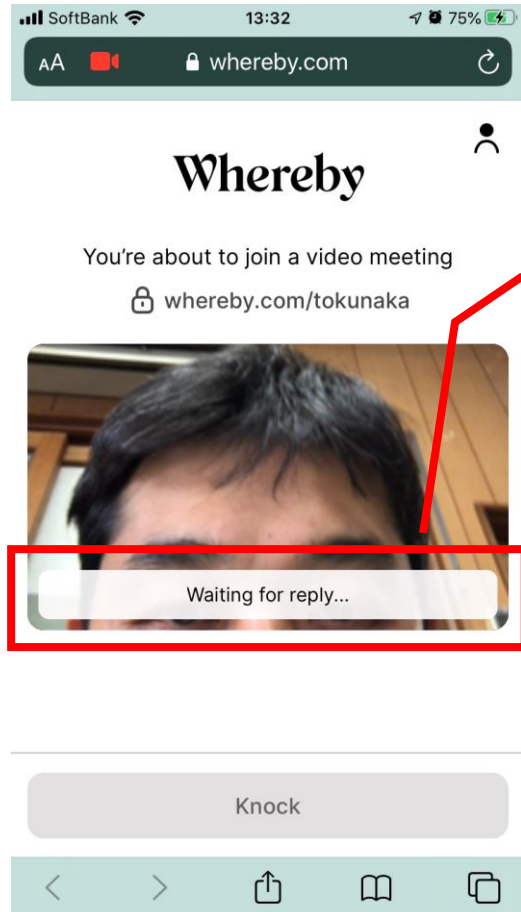 SoftBank 13:32 75%
AA whereby.com
Whereby
You're about to join a video meeting
whereby.com/tokunaka
Waiting for reply...
Knock